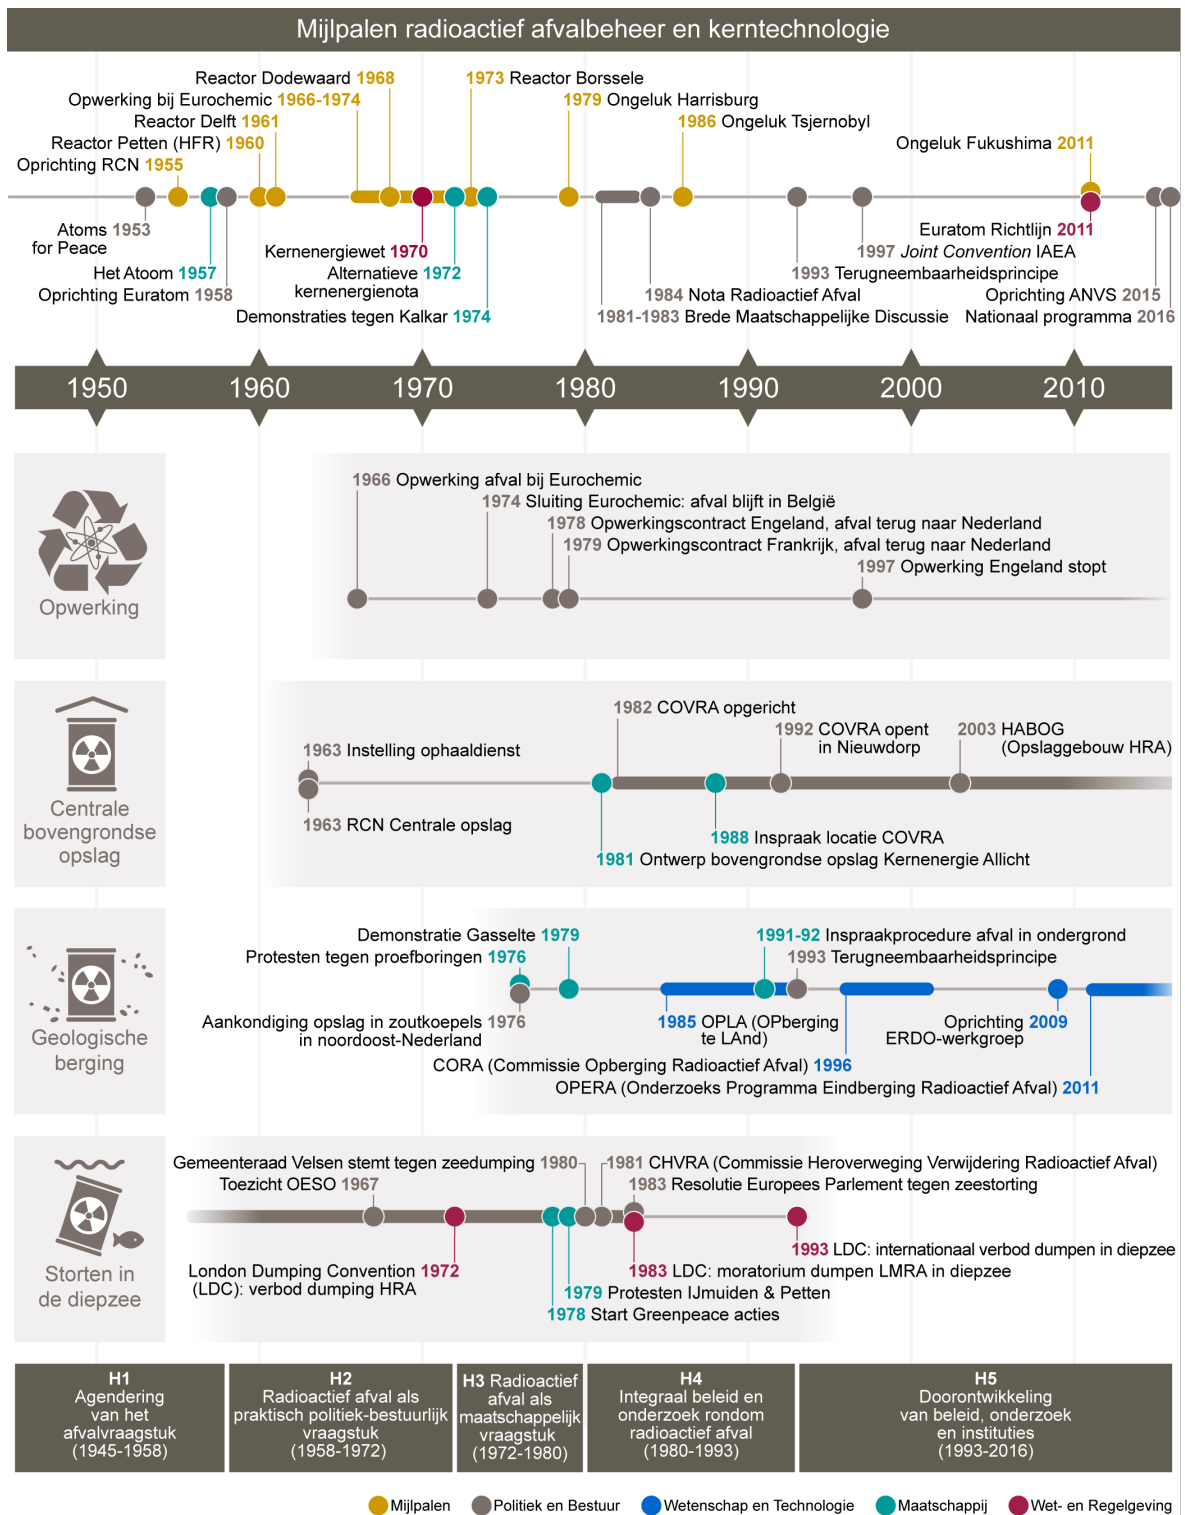 Mijlpalen radioactief afvalbeheer en kerntechnologie
Reactor Dodewaard 1968
1973 Reactor Borssele
Opwerking bij Eurochemic 1966-1974
1979 Ongeluk Harrisburg
Reactor Delft 1961
1986 Ongeluk Tsjernobyl
Reactor Petten (HFR) 1960
Ongeluk Fukushima 2011
Oprichting RCN 1955
Atoms 1953
for Peace
Kernenergiewet 1970
Euratom Richtlijn 2011
1997 Joint Convention IAEA
Het Atoom 1957
Alternatieve 1972
kernenergienota
1993 Terugneembaarheidsprincipe
Oprichting Euratom 1958
1984 Nota Radioactief Afval
Oprichting ANVS 2015
Demonstraties tegen Kalkar 1974
1981-1983 Brede Maatschappelijke Discussie
Nationaal programma 2016
1950
1960
1970
1980
1990
2000
2010
Opwerking
1966 Opwerking afval bij Eurochemic
1974 Sluiting Eurochemic: afval blijft in België
1978 Opwerkingscontract Engeland, afval terug naar Nederland
1979 Opwerkingscontract Frankrijk, afval terug naar Nederland
1997 Opwerking Engeland stopt
Centrale
bovengrondse
opslag
1982 COVRA opgericht
1992 COVRA opent
in Nieuwdorp
2003 HABOG
(Opslaggebouw HRA)
1963 Instelling ophaaldienst
1963 RCN Centrale opslag
1988 Inspraak locatie COVRA
1981 Ontwerp bovengrondse opslag Kernenergie Allicht
Geologische
berging
Demonstratie Gasselte 1979
1991-92 Inspraakprocedure afval in ondergrond
Protesten tegen proefboringen 1976
1993 Terugneembaarheidsprincipe
Aankondiging opslag in zoutkoepels 1976
in noordoost-Nederland
1985 OPLA (OPberging
te LAnd)
Oprichting 2009
ERDO-werkgroep
CORA (Commissie Opberging Radioactief Afval) 1996
OPERA (Onderzoeks Programma Eindberging Radioactief Afval) 2011
Storten in
de diepzee
Gemeenteraad Velsen stemt tegen zeedumping 1980
1981 CHVRA (Commissie Heroverweging Verwijdering Radioactief Afval)
Toezicht OESO 1967
1983 Resolutie Europees Parlement tegen zeestorting
1993 LDC: internationaal verbod dumpen in diepzee
London Dumping Convention 1972
(LDC): verbod dumping HRA
1983 LDC: moratorium dumpen LMRA in diepzee
1979 Protesten IJmuiden & Petten
1978 Start Greenpeace acties
H1
Agendering
van het
afvalvraagstuk
(1945-1958)
H2
Radioactief afval als
praktisch politiek-bestuurlijk
vraagstuk
(1958-1972)
H3 Radioactief
afval als
maatschappelijk
vraagstuk
(1972-1980)
H4
Integraal beleid en
onderzoek rondom
radioactief afval
(1980-1993)
H5
Doorontwikkeling
van beleid, onderzoek
en instituties
(1993-2016)
Mijlpalen
Politiek en Bestuur
Wetenschap en Technologie
Maatschappij
Wet- en Regelgeving